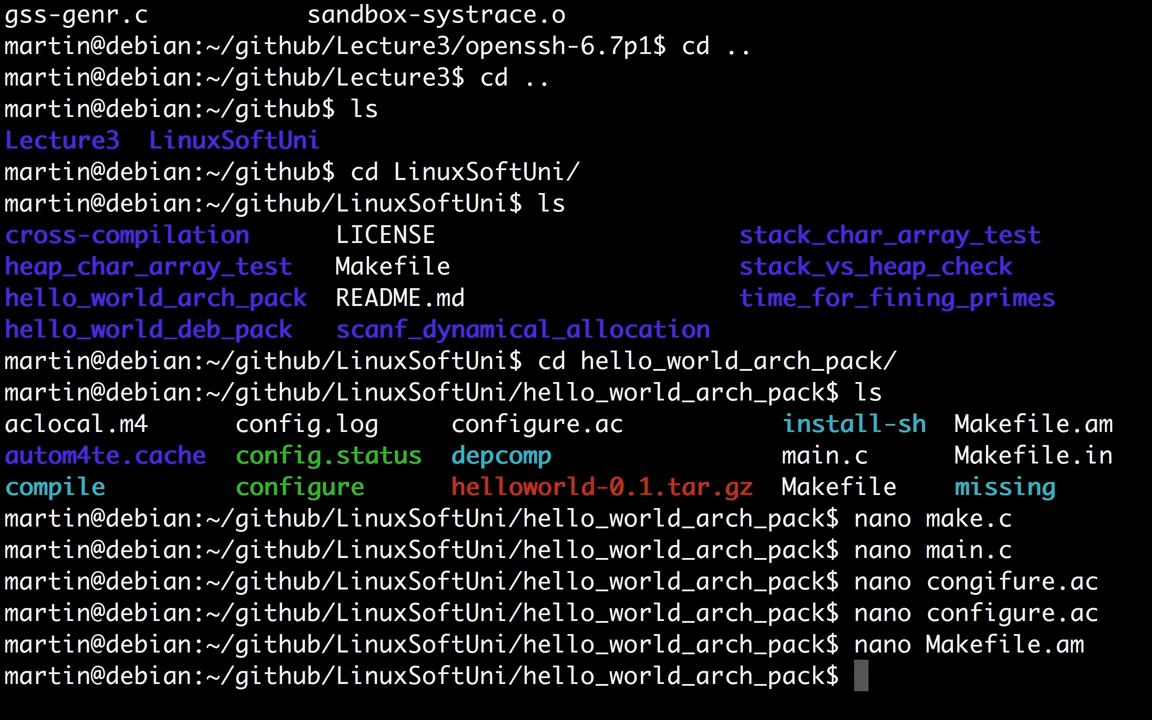 gss-genr.c sandbox-systrace.o
martin@debian:~/github/Lecture3/openssh-6.7p1$ cd ..
martin@debian:~/github/Lecture3$ cd ..
martin@debian:~/github$ ls
Lecture3 LinuxSoftUni
martin@debian:~/github$ cd LinuxSoftUni/
martin@debian:~/github/LinuxSoftUni$ ls
cross-compilation LICENSE stack_char_array_test
heap_char_array_test Makefile stack_vs_heap_check
hello_world_arch_pack README.md time_for_fining_primes
hello_world_deb_pack scanf_dynamical_allocation
martin@debian:~/github/LinuxSoftUni$ cd hello_world_arch_pack/
martin@debian:~/github/LinuxSoftUni/hello_world_arch_pack$ ls
aclocal.m4 config.log configure.ac install-sh Makefile.am
autom4te.cache config.status depcomp main.c Makefile.in
compile configure helloworld-0.1.tar.gz Makefile missing
martin@debian:~/github/LinuxSoftUni/hello_world_arch_pack$ nano make.c
martin@debian:~/github/LinuxSoftUni/hello_world_arch_pack$ nano main.c
martin@debian:~/github/LinuxSoftUni/hello_world_arch_pack$ nano congifure.ac
martin@debian:~/github/LinuxSoftUni/hello_world_arch_pack$ nano configure.ac
martin@debian:~/github/LinuxSoftUni/hello_world_arch_pack$ nano Makefile.am
martin@debian:~/github/LinuxSoftUni/hello_world_arch_pack$